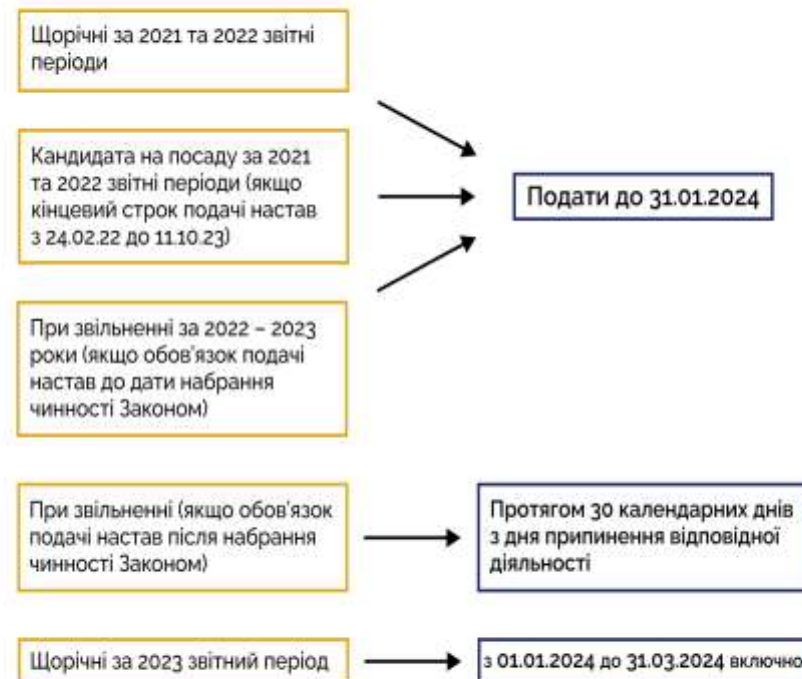 Щорічні за 2021 та 2022 звітні
періоди
Кандидата на посаду за 2021
та 2022 звітні періоди (якщо
кінцевий строк подачі настав
з 24.02.22 до 11.10.23)
Подати до 31.01.2024
При звільненні за 2022 – 2023
роки (якщо обов'язок подачі
настав до дати набрання
чинності Законом)
При звільненні (якщо обов'язок
подачі настав після набрання
чинності Законом)
Протягом 30 календарних днів
з дня припинення відповідної
діяльності
Щорічні за 2023 звітний період
з 01.01.2024 до 31.03.2024 включно